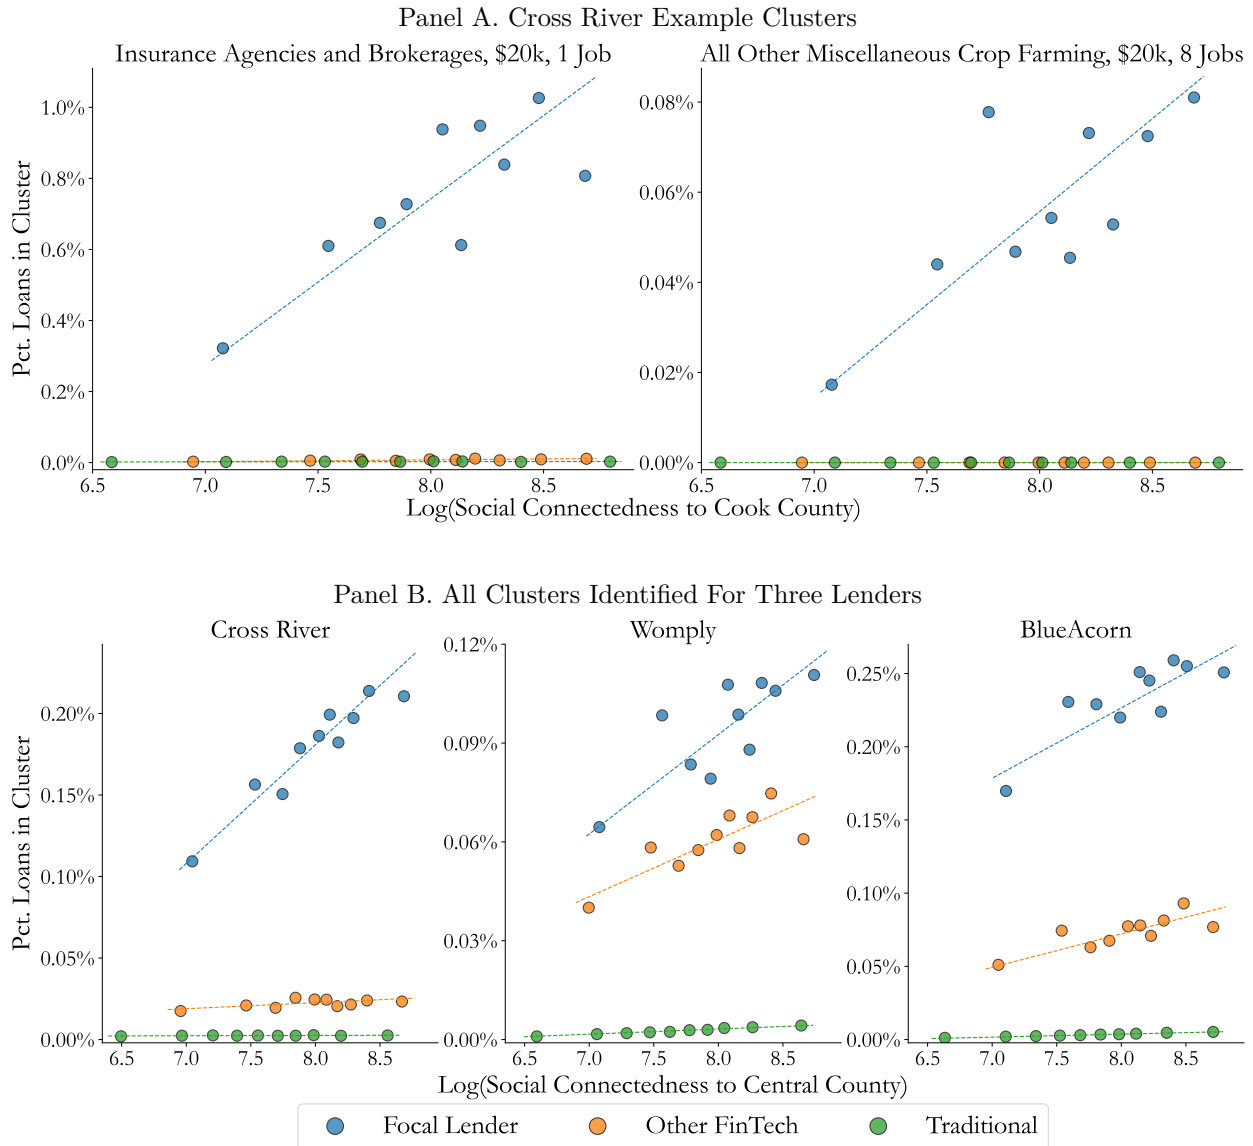 Panel A. Cross River Example Clusters
Insurance Agencies and Brokerages, $20k, 1 Job
All Other Miscellaneous Crop Farming, $20k, 8 Jobs
Pct. Loans in Cluster
1.0%
0.8%
0.6%
0.4%
0.2%
0.0%
6.5 7.0 7.5 8.0 8.5
0.08%
0.06%
0.04%
0.02%
0.00%
6.5 7.0 7.5 8.0 8.5
Log(Social Connectedness to Cook County)
Panel B. All Clusters Identified For Three Lenders
Cross River
Womply
BlueAcorn
Pct. Loans in Cluster
0.20%
0.15%
0.10%
0.05%
0.00%
6.5 7.0 7.5 8.0 8.5
0.12%
0.09%
0.06%
0.03%
0.00%
6.5 7.0 7.5 8.0 8.5
0.25%
0.20%
0.15%
0.10%
0.05%
0.00%
6.5 7.0 7.5 8.0 8.5
Log(Social Connectedness to Central County)
Focal Lender Other FinTech Traditional